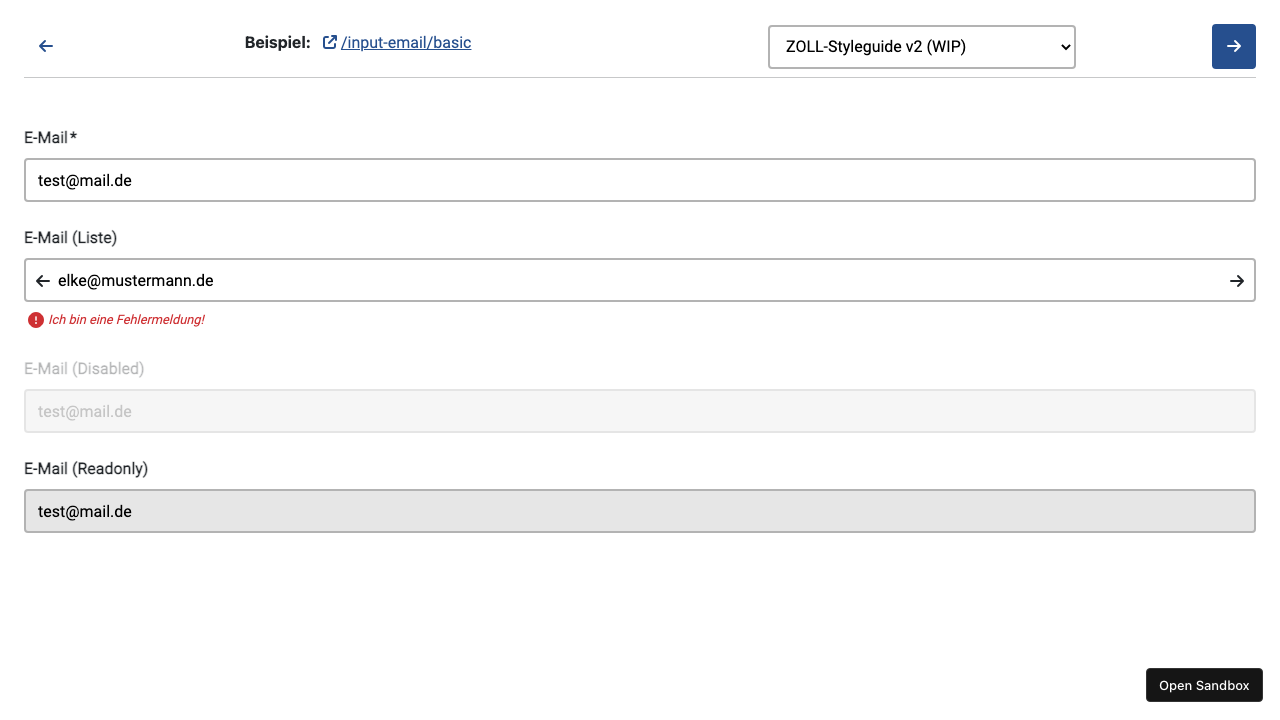 Beispiel: /input-email/basic
ZOLL-Styleguide v2 (WIP)
E-Mail*
test@mail.de
E-Mail (Liste)
elke@mustermann.de
Ich bin eine Fehlermeldung!
E-Mail (Disabled)
test@mail.de
E-Mail (Readonly)
test@mail.de
Open Sandbox